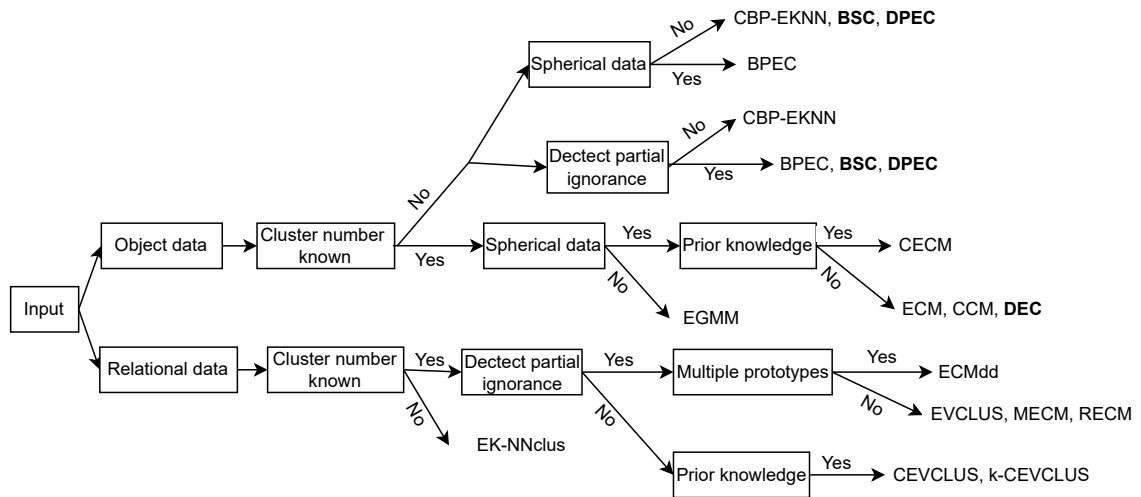 No
CBP-EKNN, BSC, DPEC
Spherical data
Yes
BPEC
No
CBP-EKNN
Dectect partial
ignorance
Yes
BPEC, BSC, DPEC
No
Object data
Cluster number
known
Yes
Spherical data
Yes
Prior knowledge
Yes
CECM
No
EGMM
No
ECM, CCM, DEC
Input
Relational data
Cluster number
known
Yes
Dectect partial
ignorance
Yes
Multiple prototypes
Yes
ECMdd
No
EVCLUS, MECM, RECM
No
EK-NNclus
No
Prior knowledge
Yes
CEVCLUS, k-CEVCLUS